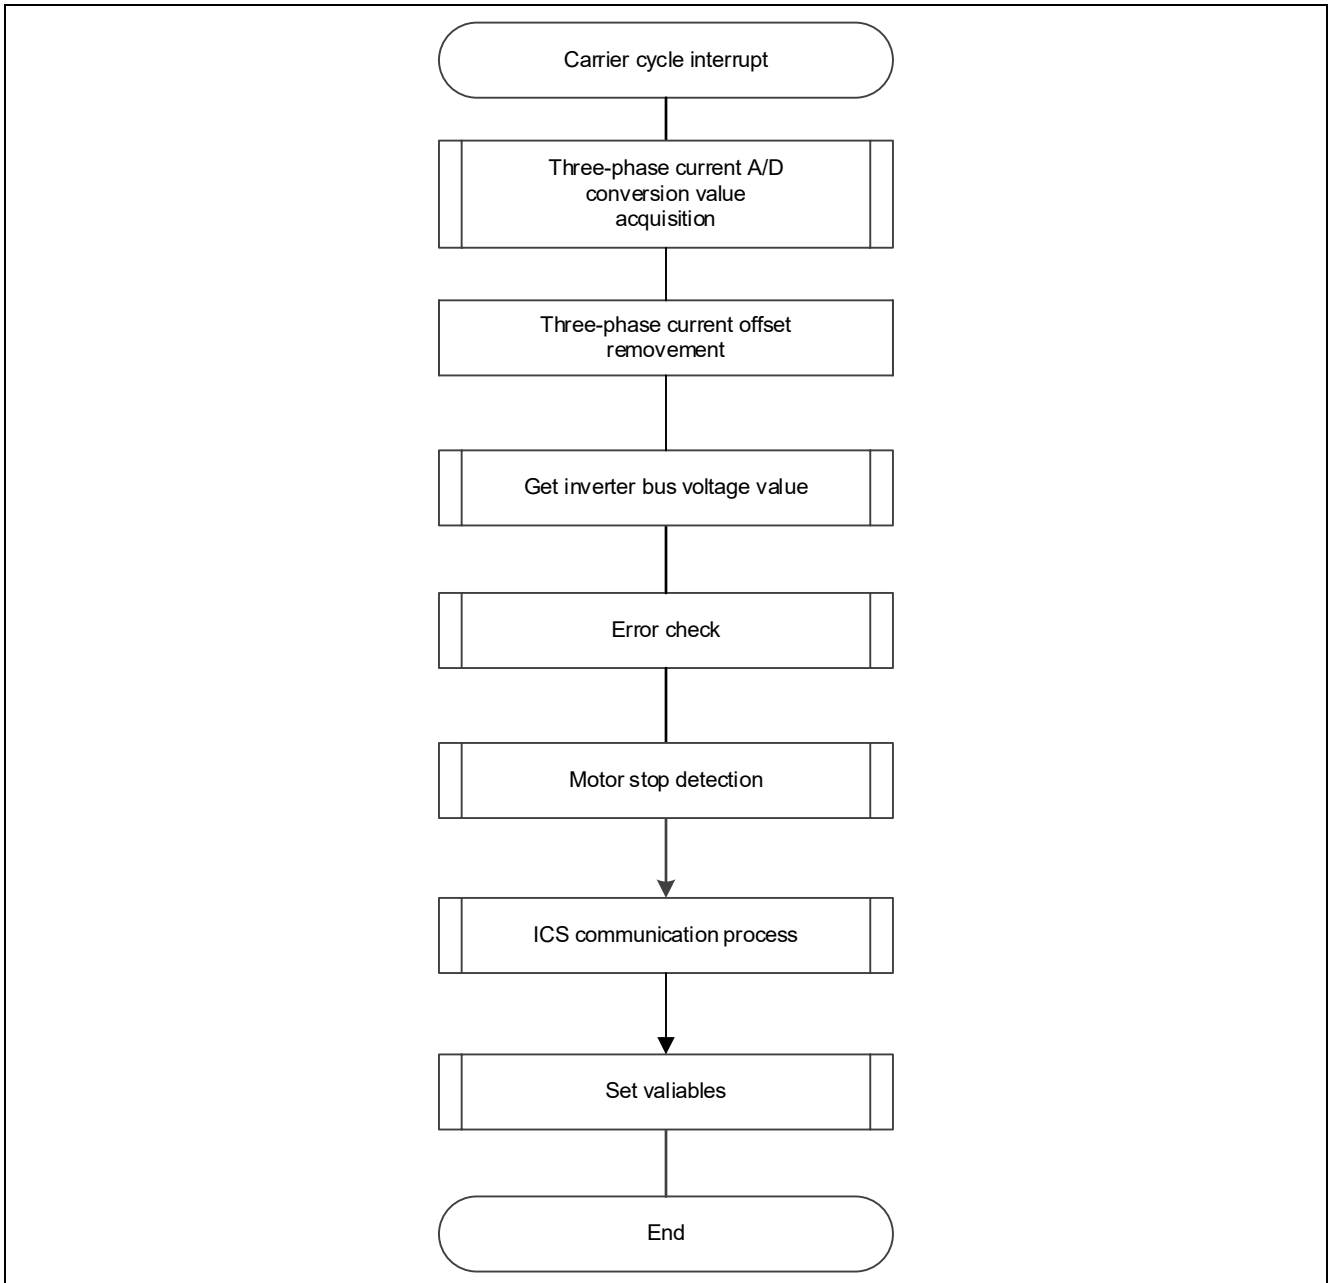 Carrier cycle interrupt
Three-phase current A/D
conversion value
acquisition
Three-phase current offset
removement
Get inverter bus voltage value
Error check
Motor stop detection
ICS communication process
Set valiables
End